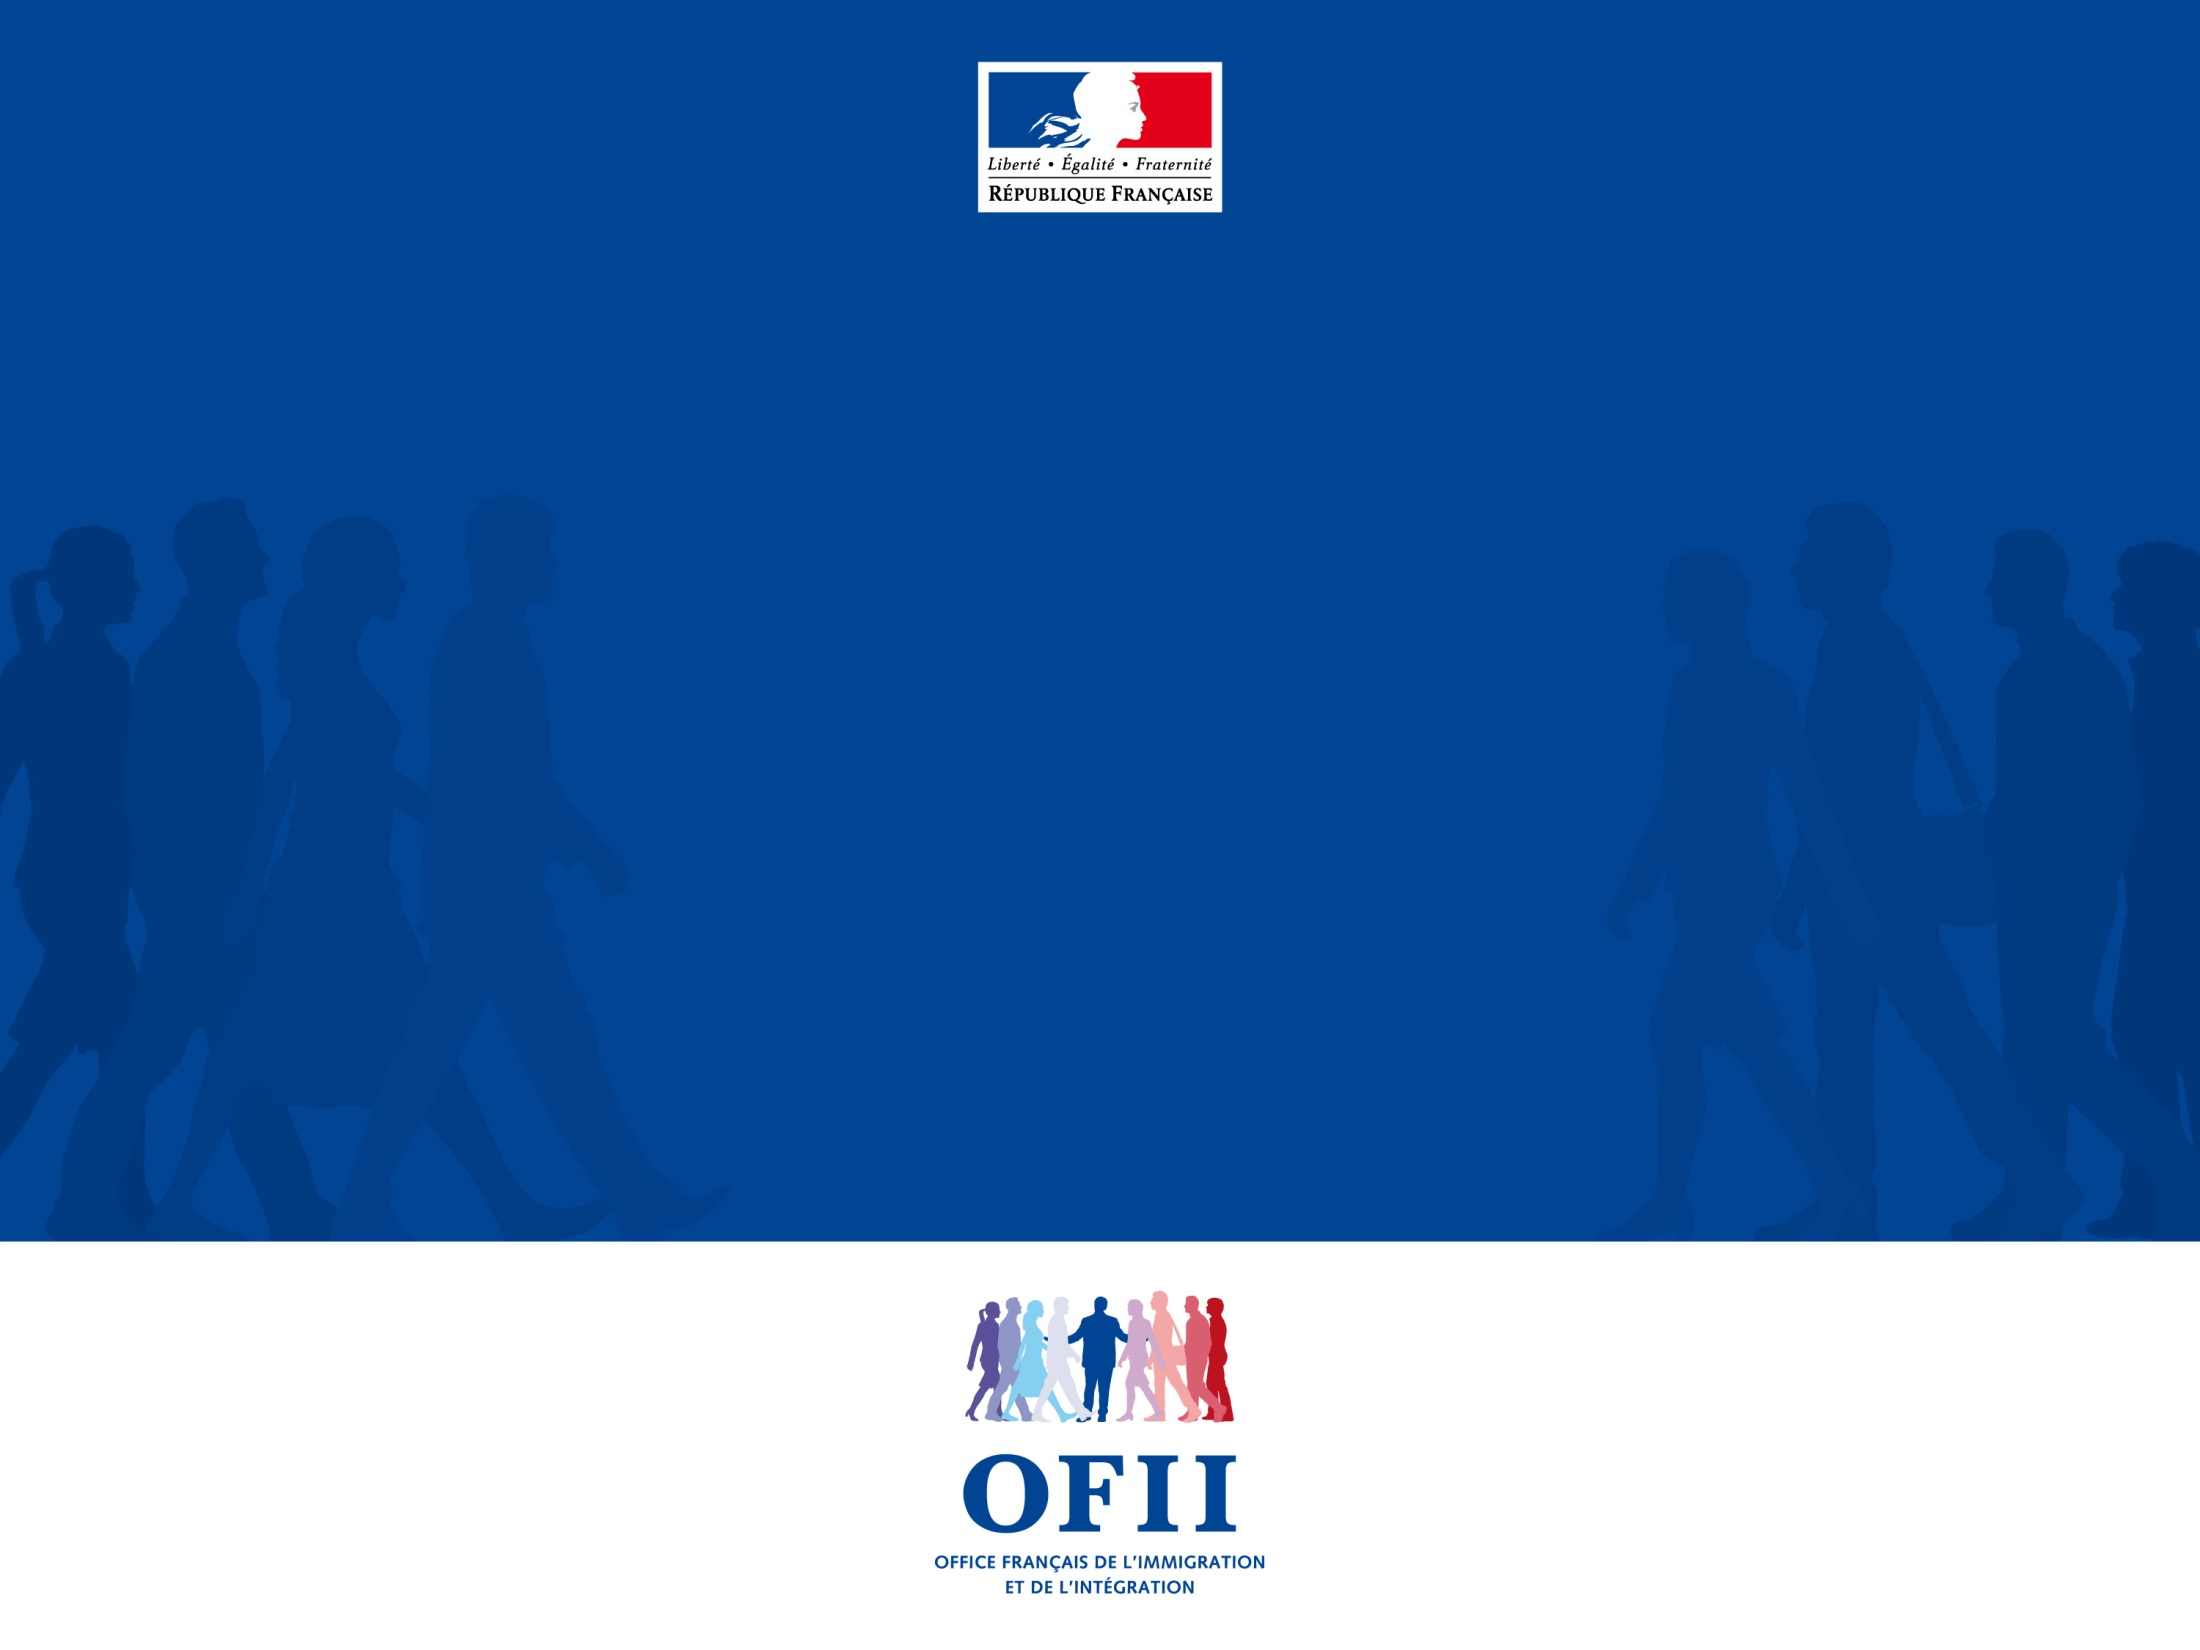 Liberté • Égalité • Fraternité
RÉPUBLIQUE FRANÇAISE
OFII
OFFICE FRANÇAIS DE L'IMMIGRATION
ET DE L'INTÉGRATION